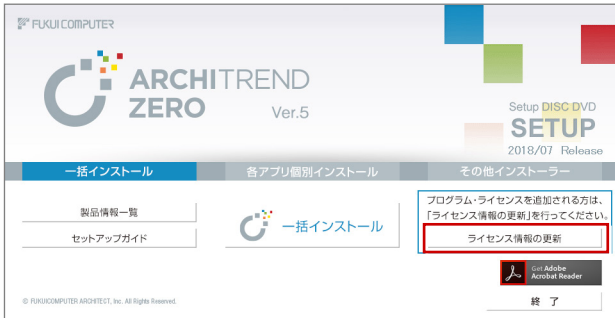 FUKUI COMPUTER
ARCHITREND
ZERO Ver.5
Setup DISC DVD
SETUP
2018/07 Release
一括インストール 各アプリ個別インストール その他インストーラー
製品情報一覧
セットアップガイド
一括インストール
プログラム・ライセンスを追加される方は、
「ライセンス情報の更新」を行ってください。
ライセンス情報の更新
Get Adobe
Acrobat Reader
終 了
© FUKUICOMPUTER ARCHITECT, Inc. All Rights Reserved.